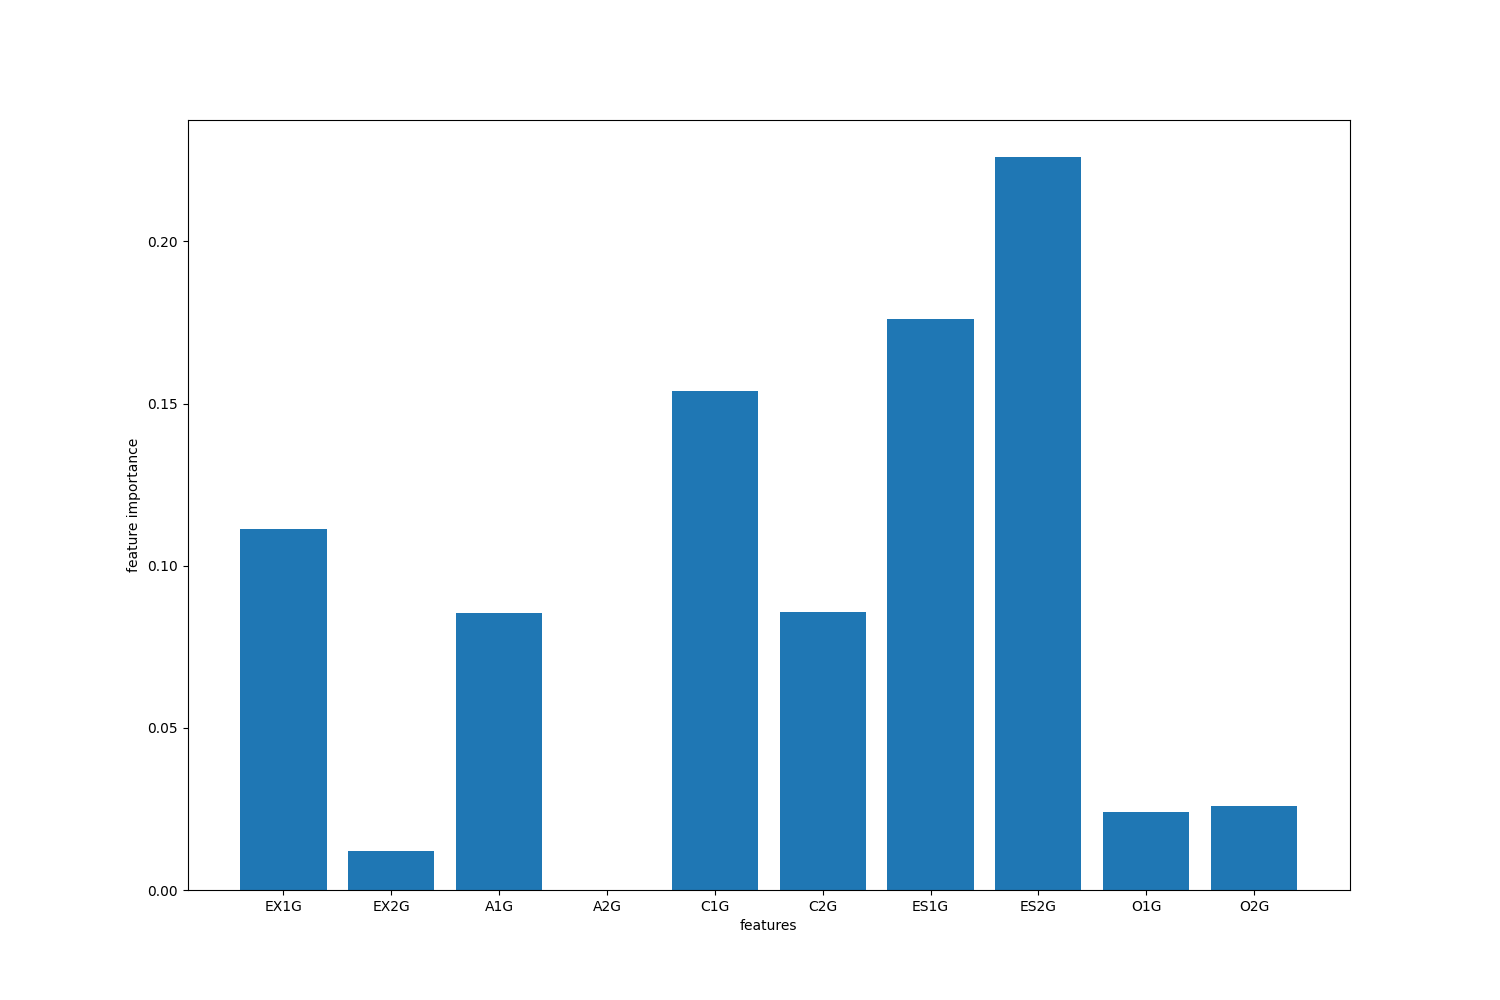 feature importance
0.20
0.15
0.10
0.05
0.00
EX1G EX2G A1G A2G C1G C2G ES1G ES2G O1G O2G
features